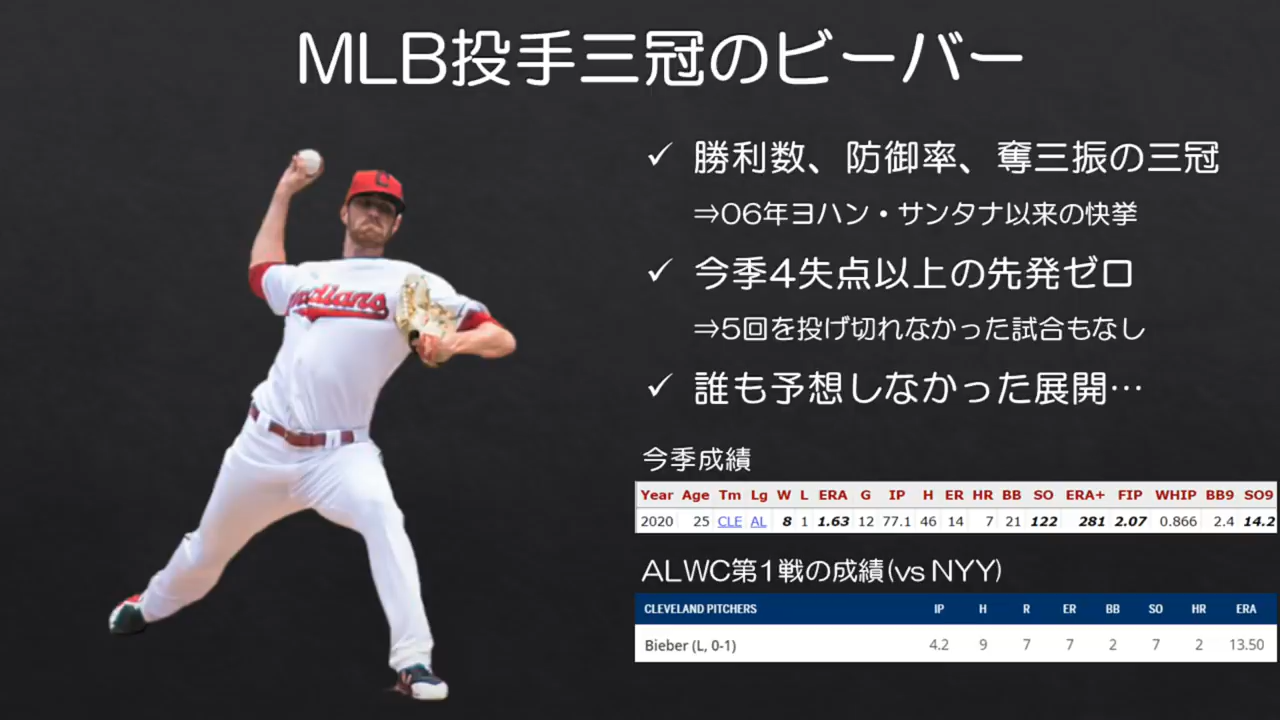 MLB投手三冠のビーバー
✓ 勝利数、防御率、奪三振の三冠
⇒06年ヨハン・サンタナ以来の快挙
✓ 今季4失点以上の先発ゼロ
⇒5回を投げ切れなかった試合もなし
✓ 誰も予想しなかった展開…
C
Indians
今季成績
Year Age Tm Lg W L ERA G IP H ER HR BB SO ERA+ FIP WHIP BB9 SO9
2020 25 CLE AL 8 1 1.63 12 77.1 46 14 7 21 122 281 2.07 0.866 2.4 14.2
ALWC第1戦の成績(vs NYY)
CLEVELAND PITCHERS IP H R ER BB SO HR ERA
Bieber (L, 0-1) 4.2 9 7 7 2 7 2 13.50